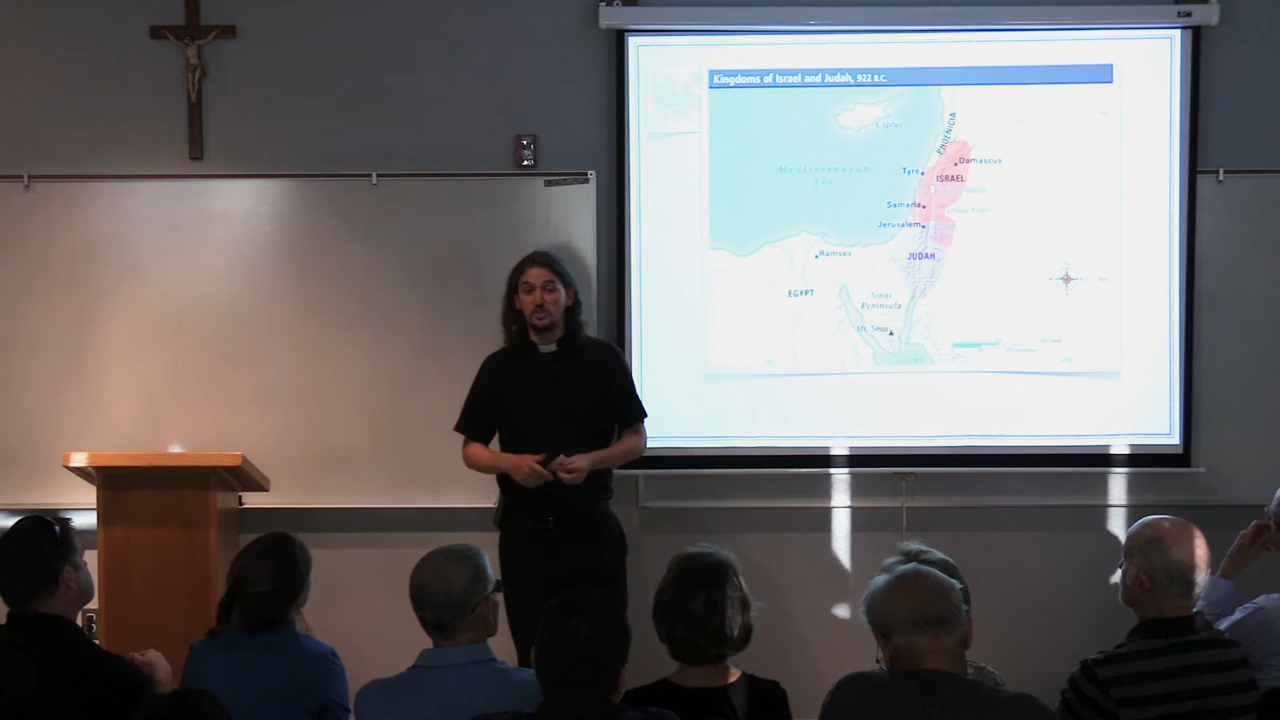 Kingdoms of Israel and Judah, 922 B.C.
Cyprus
PHOENICIA
Mediterranean
Sea
Damascus
Tyre
ISRAEL
Samaria
Jerusalem
Ramses
JUDAH
EGYPT
Sinai
Peninsula
Mt. Sinai